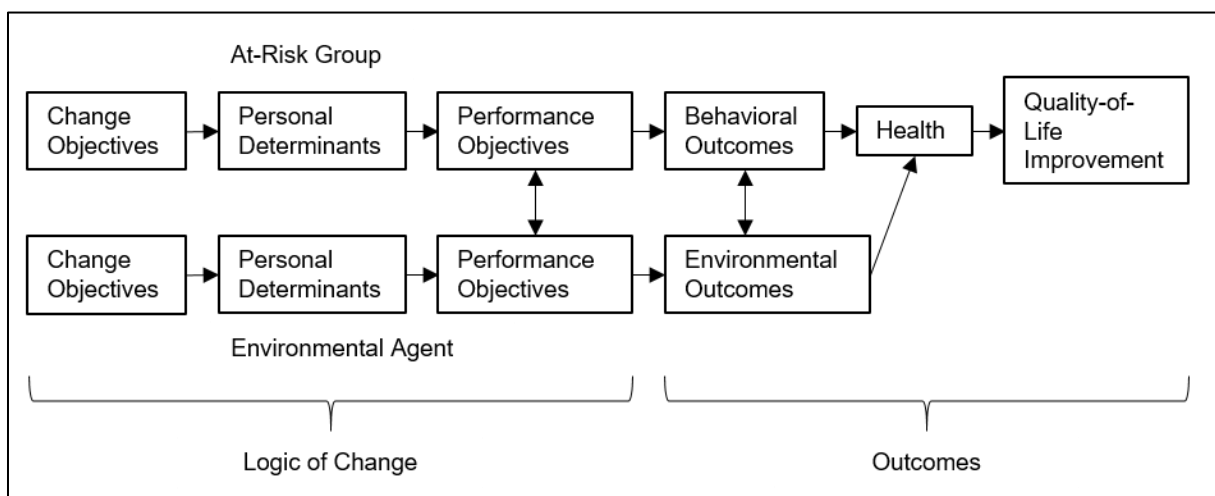 At-Risk Group
Change
Objectives
Personal
Determinants
Performance
Objectives
Behavioral
Outcomes
Health
Quality-of-
Life
Improvement
Change
Objectives
Personal
Determinants
Performance
Objectives
Environmental
Outcomes
Environmental Agent
Logic of Change
Outcomes